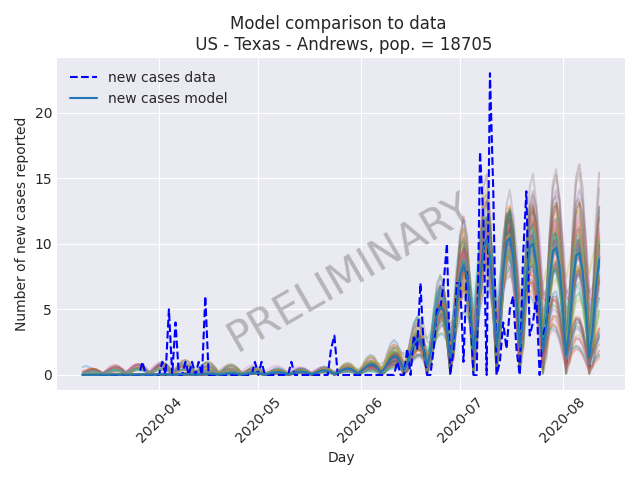 Model comparison to data
US - Texas - Andrews, pop. = 18705
new cases data
new cases model
PRELIMINARY
Number of new cases reported
20
15
10
5
0
2020-04
2020-05
2020-06
2020-07
2020-08
Day